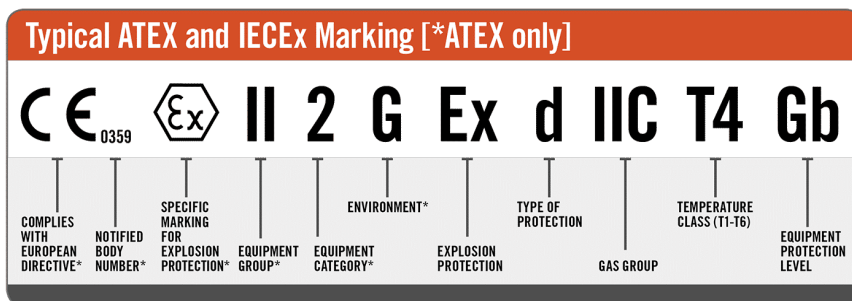 Typical ATEX and IECEx Marking [*ATEX only]
CE 0359 Ex II 2 G Ex d IIC T4 Gb
COMPLIES
WITH
EUROPEAN
DIRECTIVE*
NOTIFIED
BODY
NUMBER*
SPECIFIC
MARKING
FOR
EXPLOSION
PROTECTION*
EQUIPMENT
GROUP*
EQUIPMENT
CATEGORY*
ENVIRONMENT*
EXPLOSION
PROTECTION
TYPE OF
PROTECTION
GAS GROUP
TEMPERATURE
CLASS (T1-T6)
EQUIPMENT
PROTECTION
LEVEL